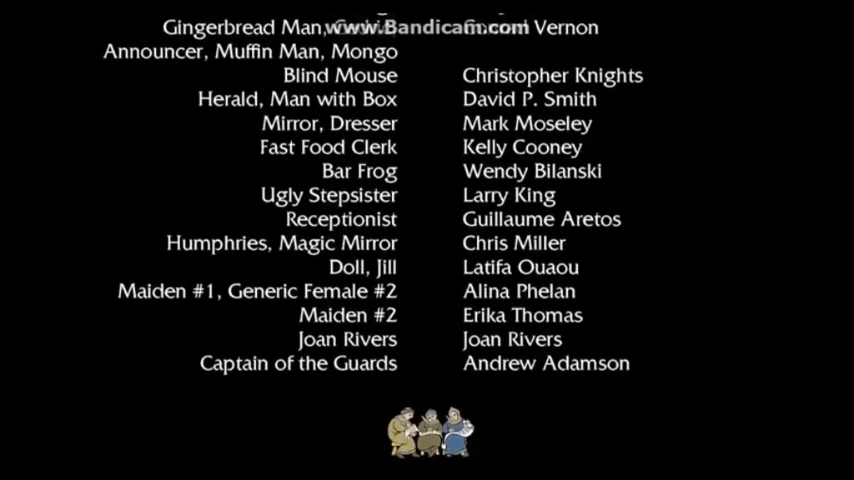 www.Bandicam.com
Gingerbread Man, Vernon
Announcer, Muffin Man, Mongo
Blind Mouse Christopher Knights
Herald, Man with Box David P. Smith
Mirror, Dresser Mark Moseley
Fast Food Clerk Kelly Cooney
Bar Frog Wendy Bilanski
Ugly Stepsister Larry King
Receptionist Guillaume Aretos
Humphries, Magic Mirror Chris Miller
Doll, Jill Latifa Ouaou
Maiden #1, Generic Female #2 Alina Phelan
Maiden #2 Erika Thomas
Joan Rivers Joan Rivers
Captain of the Guards Andrew Adamson